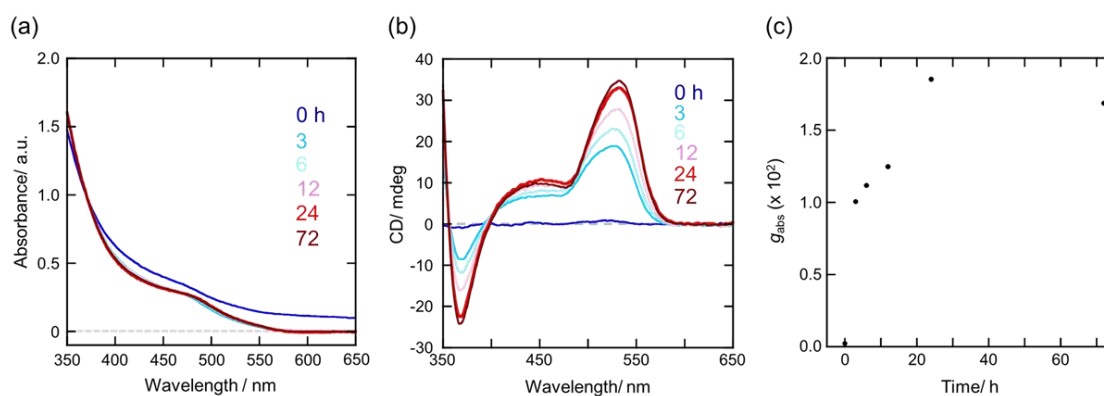 (a)
Absorbance/ a.u.
2.0
1.5
1.0
0.5
0
350 400 450 500 550 600 650
Wavelength / nm
0 h
3
6
12
24
72
(b)
CD/ mdeg
40
30
20
10
0
-10
-20
-30
350 400 450 500 550 650
Wavelength/ nm
0 h
3
6
12
24
72
(c)
gabs (x 10²)
2.0
1.5
1.0
0.5
0.0
0 20 40 60
Time/ h